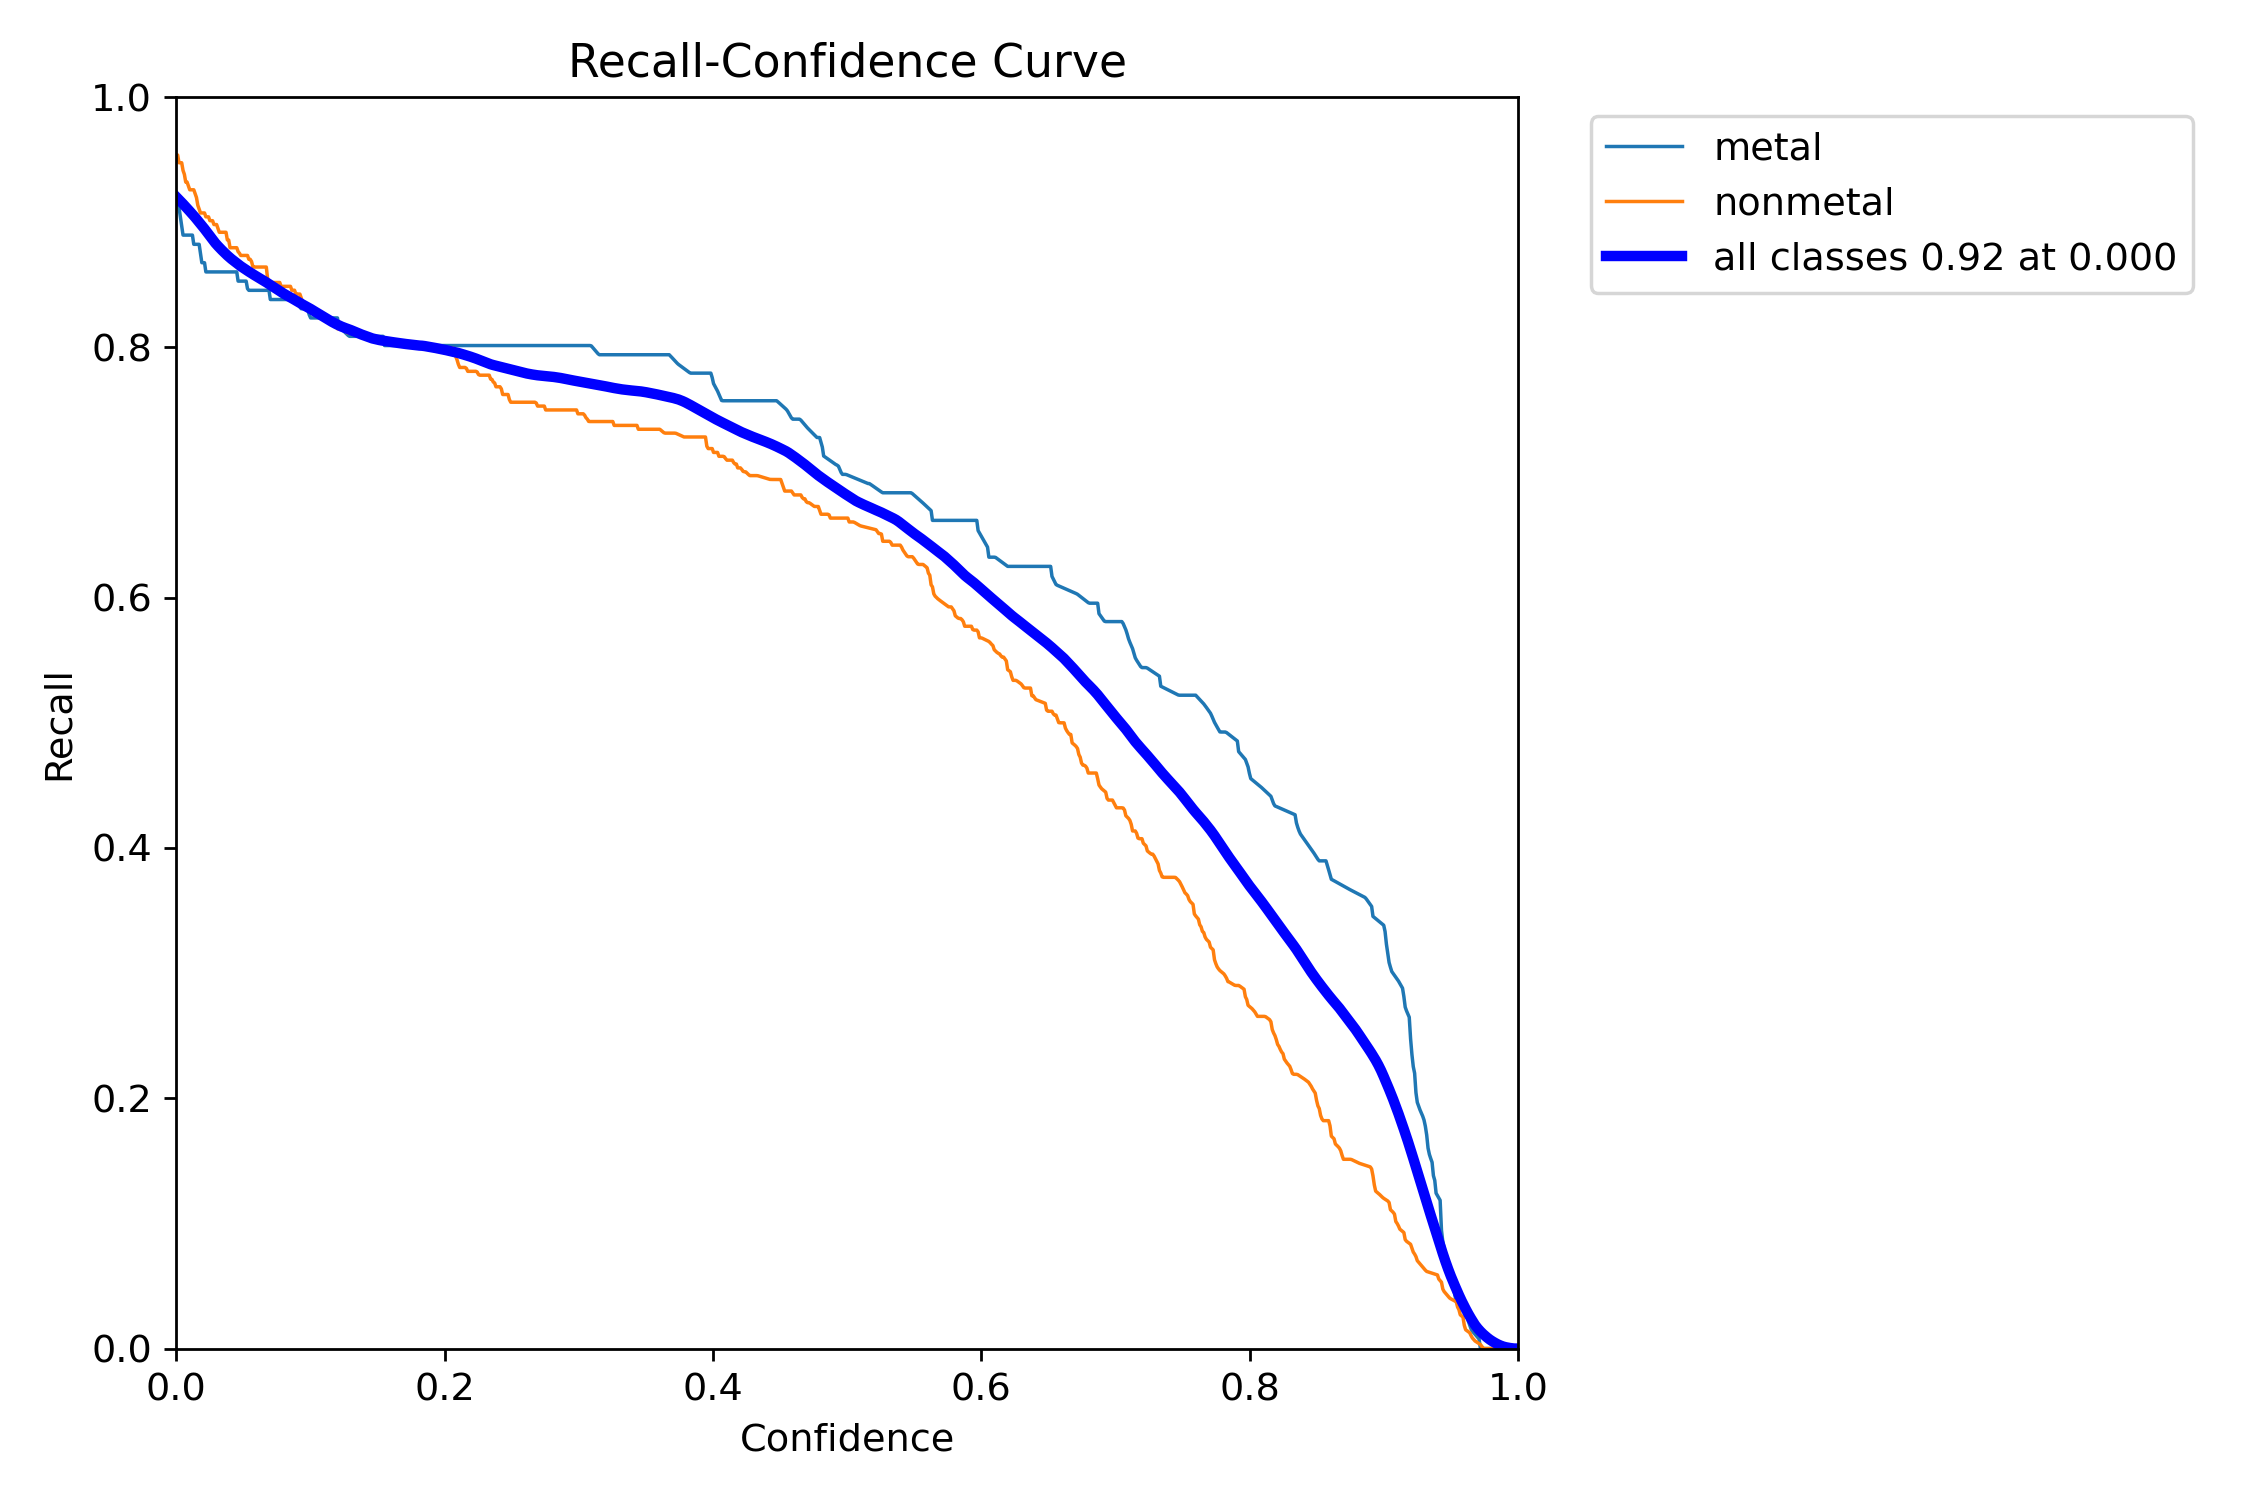 Recall-Confidence Curve
1.0
0.8
0.6
0.4
0.2
0.0
Recall
0.0 0.2 0.4 0.6 0.8 1.0
Confidence
metal
nonmetal
all classes 0.92 at 0.000